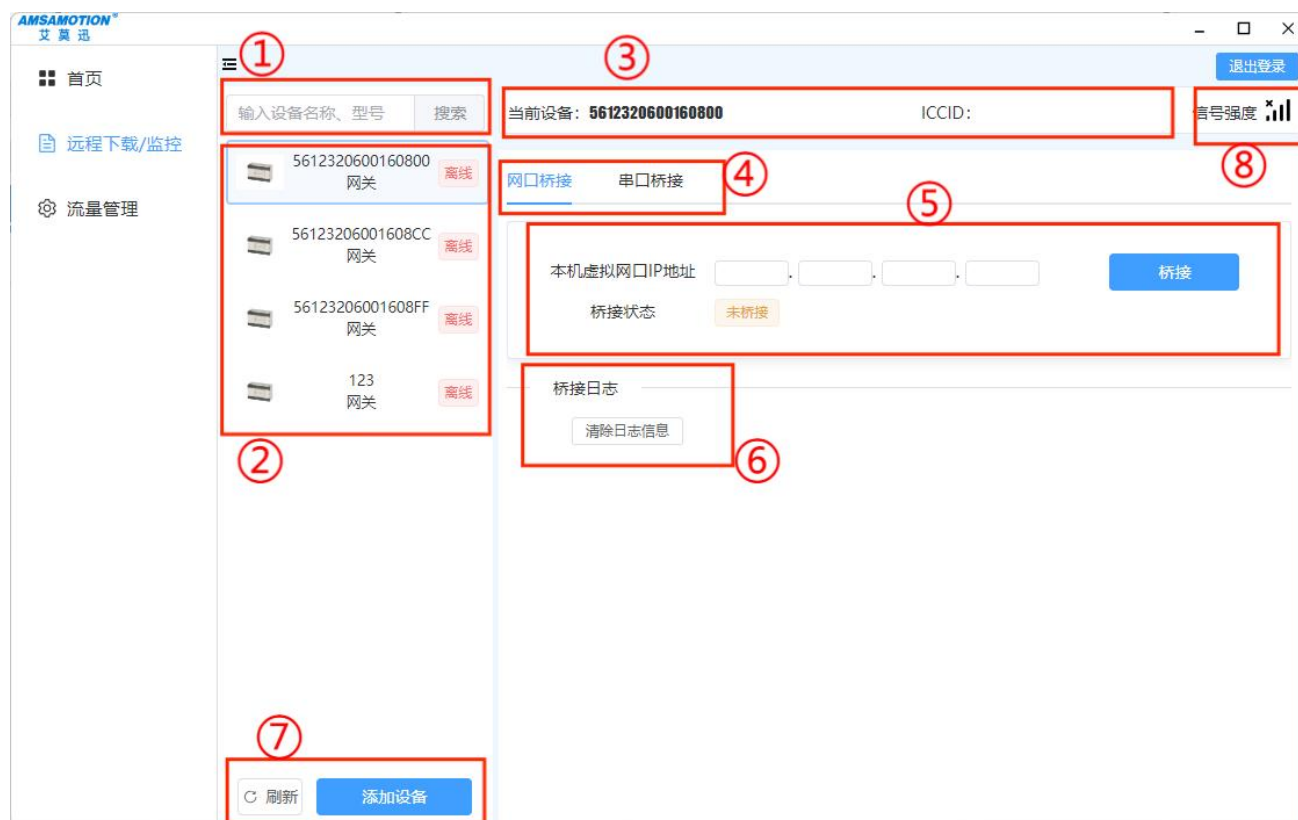 AMSAMOTION®
艾莫迅
首页
远程下载/监控
流量管理
①
输入设备名称、型号 搜索
②
5612320600160800
网关
离线
56123206001608CC
网关
离线
56123206001608FF
网关
离线
123
网关
离线
⑦
刷新 添加设备
退出登录
③
当前设备: 5612320600160800 ICCID:
信号强度
⑧
网口桥接 串口桥接
④
⑤
本机虚拟网口IP地址 . . . 桥接
桥接状态 未桥接
桥接日志
清除日志信息
⑥